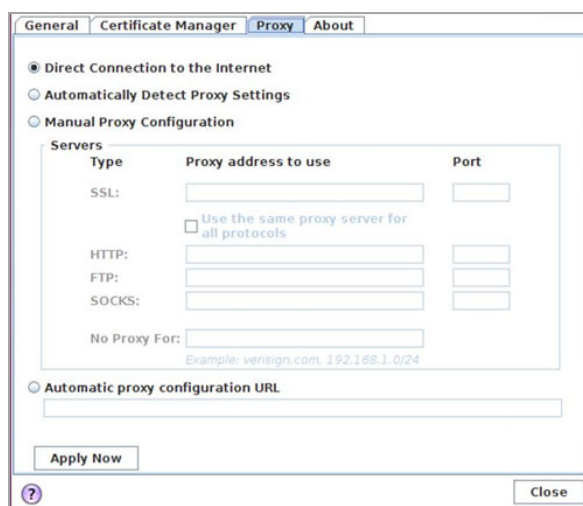 General Certificate Manager Proxy About
Direct Connection to the Internet
Automatically Detect Proxy Settings
Manual Proxy Configuration
Servers
Type Proxy address to use Port
SSL:
Use the same proxy server for
all protocols
HTTP:
FTP:
SOCKS:
No Proxy For:
Example: verisign.com, 192.168.1.0/24
Automatic proxy configuration URL
Apply Now
? Close